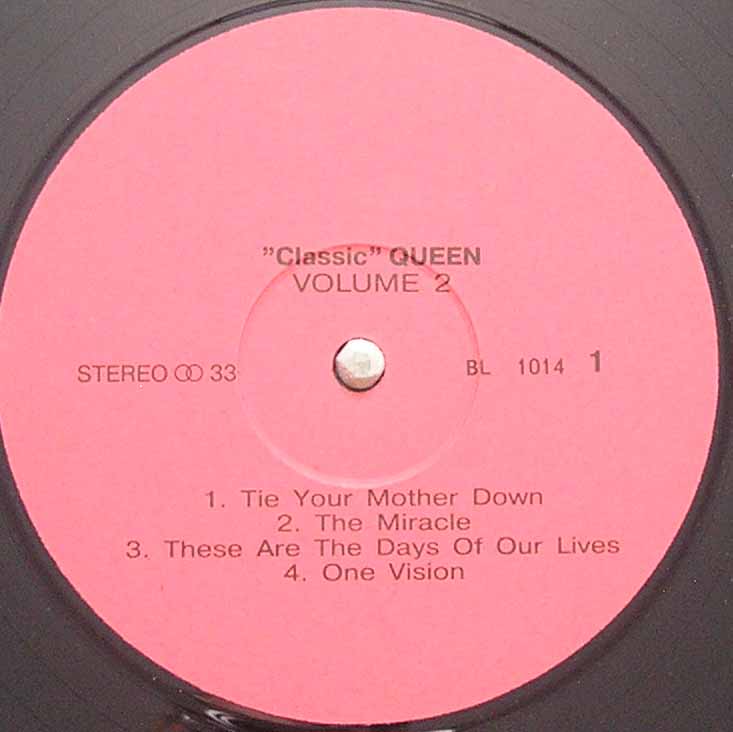 ”Classic” QUEEN
VOLUME 2
STEREO ꝏ 33
BL 1014 1
1. Tie Your Mother Down
2. The Miracle
3. These Are The Days Of Our Lives
4. One Vision